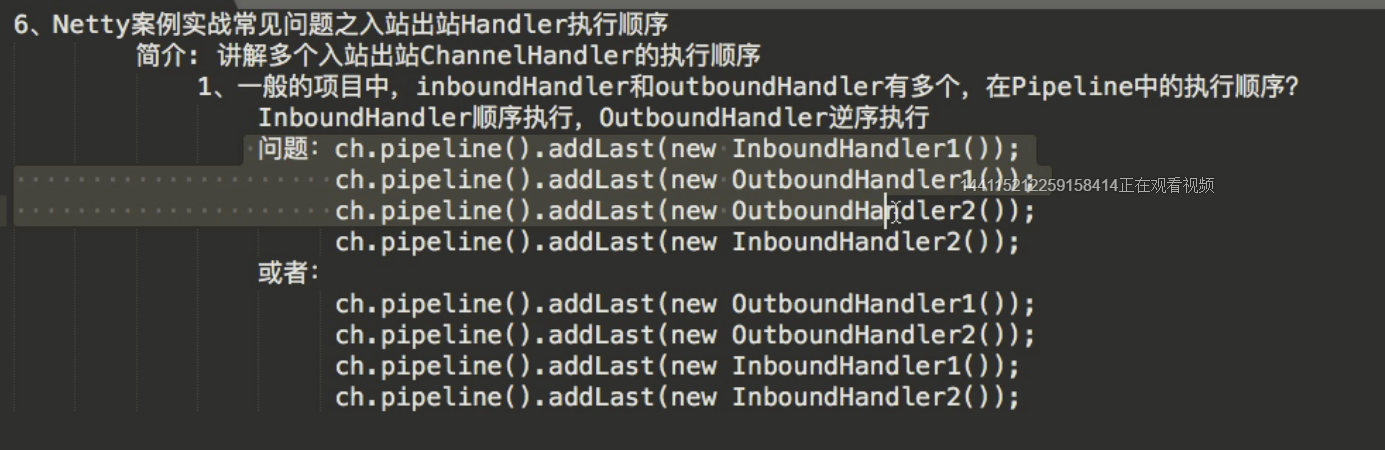 6、Netty案例实战常见问题之入站出站Handler执行顺序
简介: 讲解多个入站出站ChannelHandler的执行顺序
1、一般的项目中，inboundHandler和outboundHandler有多个，在Pipeline中的执行顺序?
InboundHandler顺序执行，OutboundHandler逆序执行
问题: ch.pipeline().addLast(new InboundHandler1());
ch.pipeline().addLast(new OutboundHandler1());
144115212259158414正在观看视频
ch.pipeline().addLast(new OutboundHandler2());
ch.pipeline().addLast(new InboundHandler2());
或者:
ch.pipeline().addLast(new OutboundHandler1());
ch.pipeline().addLast(new OutboundHandler2());
ch.pipeline().addLast(new InboundHandler1());
ch.pipeline().addLast(new InboundHandler2());